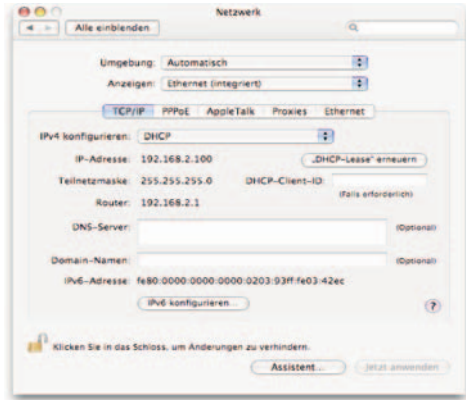 Netzwerk
Alle einblenden
Umgebung: Automatisch
Anzeigen: Ethernet (integriert)
TCP/IP PPPoE AppleTalk Proxies Ethernet
IPv4 konfigurieren: DHCP
IP-Adresse: 192.168.2.100 „DHCP-Lease“ erneuern
Teilnetzmaske: 255.255.255.0 DHCP-Client-ID:
(Falls erforderlich)
Router: 192.168.2.1
DNS-Server: (Optional)
Domain-Namen: (Optional)
IPv6-Adresse: fe80:0000:0000:0000:0203:93ff:fe03:42ec
IPv6 konfigurieren... ?
Klicken Sie in das Schloss, um Änderungen zu verhindern.
Assistent... Jetzt anwenden